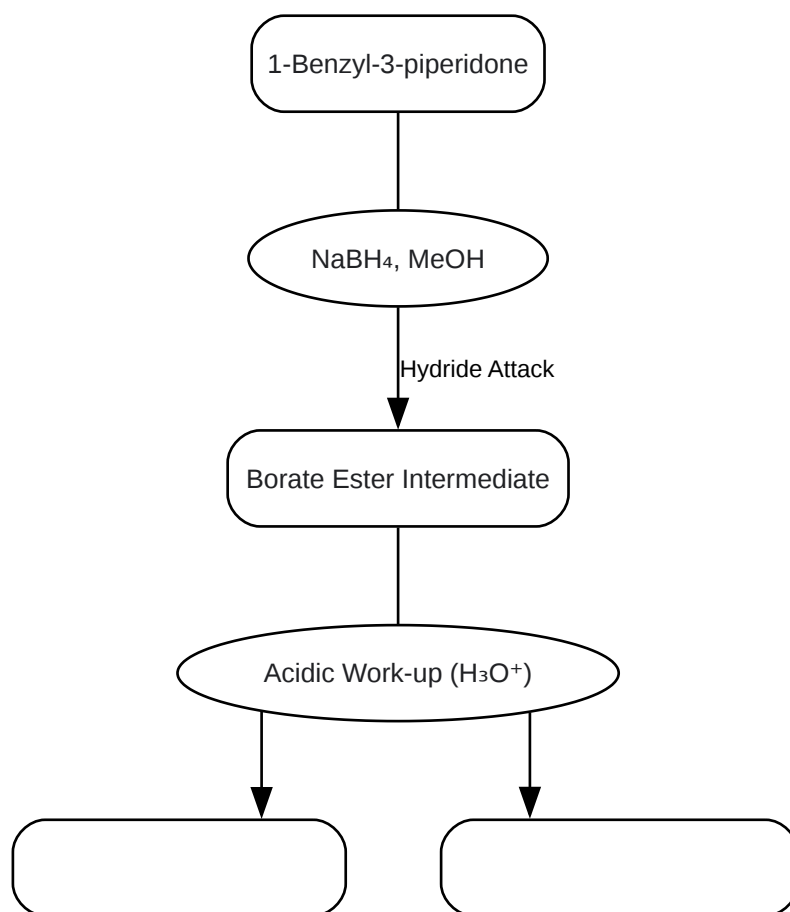 1-Benzyl-3-piperidone
NaBH₄, MeOH
Hydride Attack
Borate Ester Intermediate
Acidic Work-up (H₃O⁺)